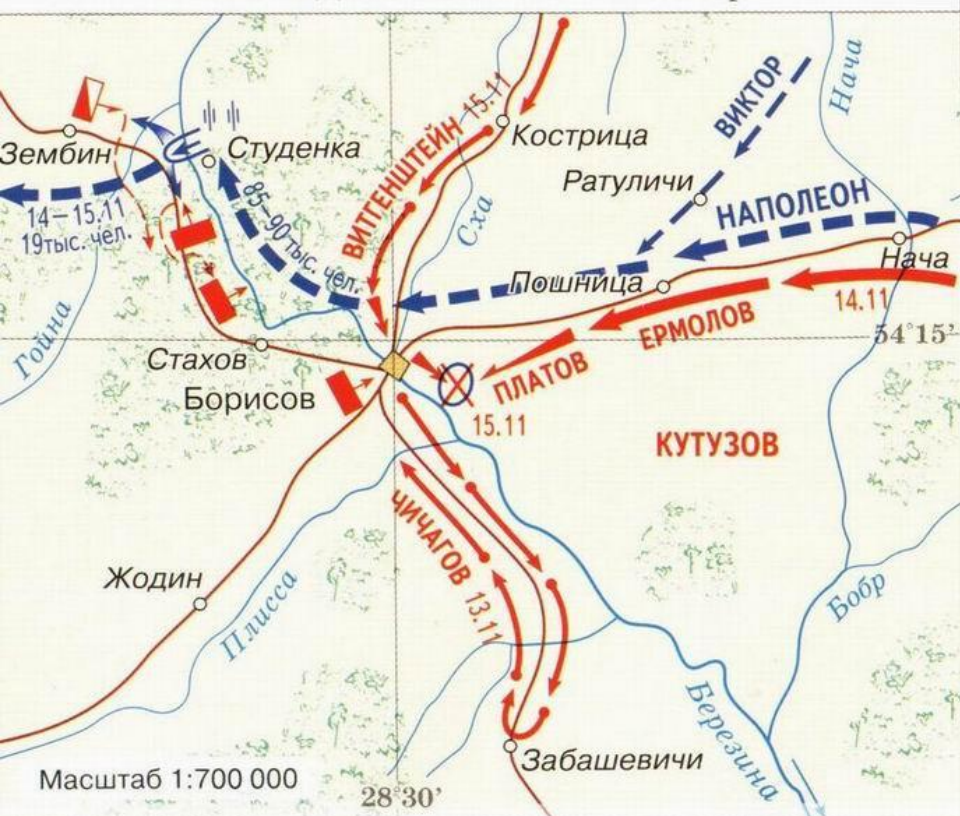 Нача
ВИКТОР
15.11
ВИТГЕНШТЕЙН
Кострица
Зембин
Студенка
Ратуличи
НАПОЛЕОН
14–15.11
19тыс. чел.
85–90 тыс. чел.
Сха
Нача
Пошница
14.11
ЕРМОЛОВ
54°15'
Гойна
Стахов
ПЛАТОВ
Борисов
15.11
КУТУЗОВ
ЧИЧАГОВ 13.11
Жодин
Плисса
Бобр
Березина
Забашевичи
Масштаб 1:700 000
28°30'